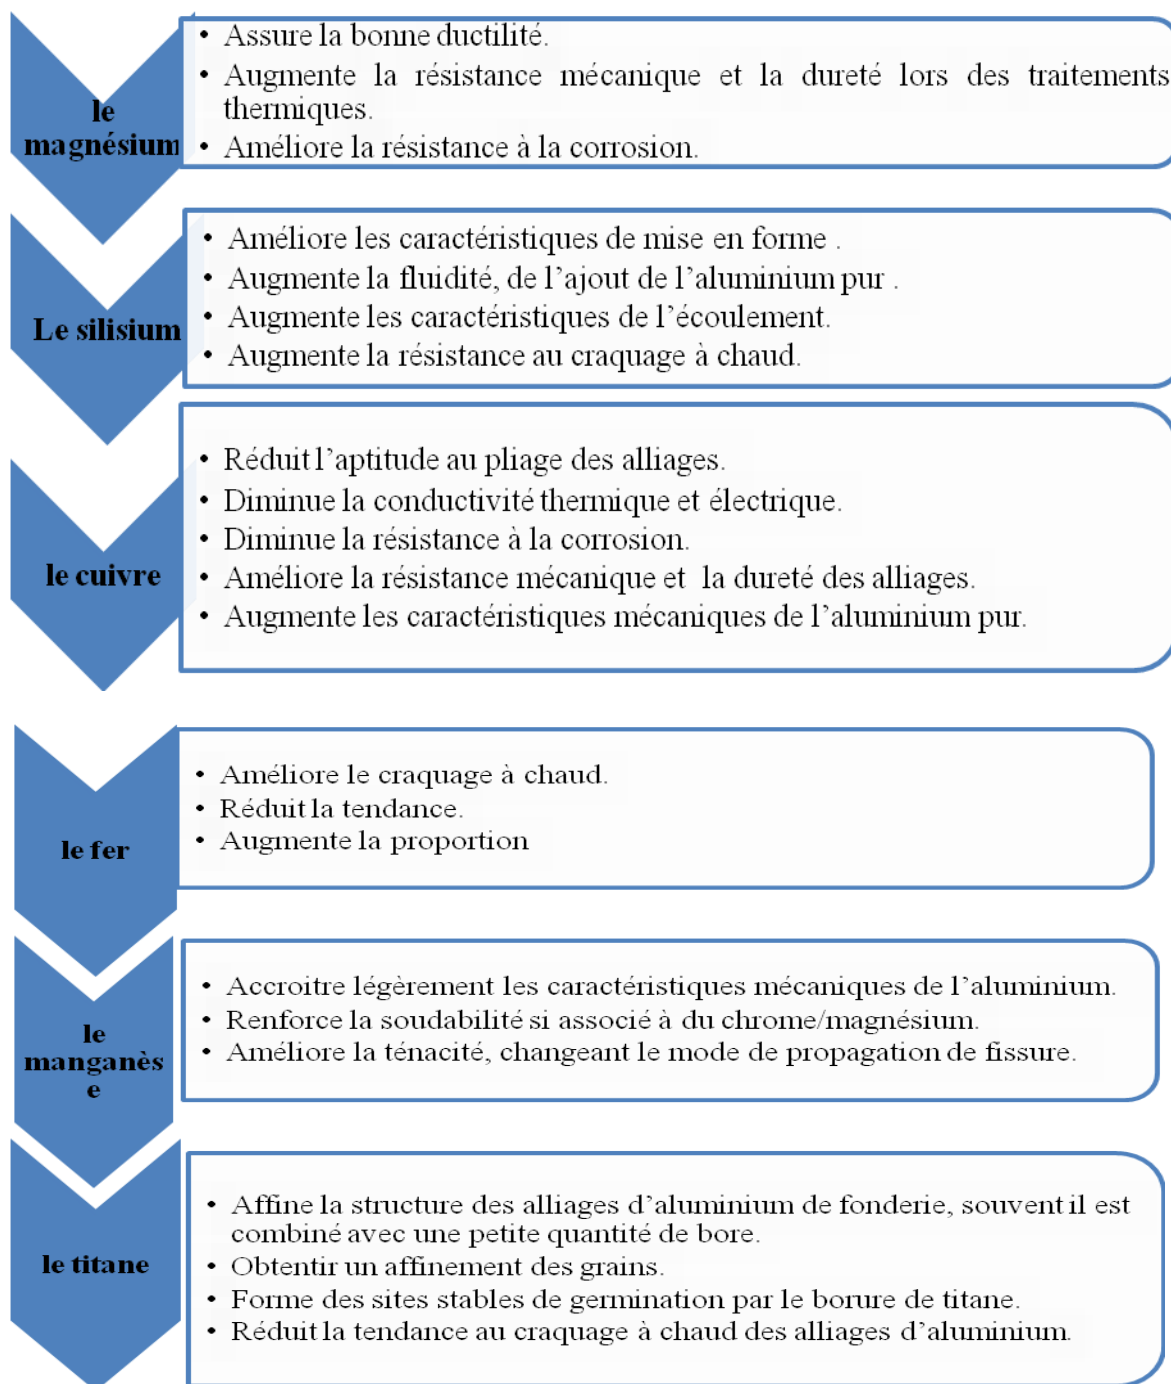 le
magnésium
• Assure la bonne ductilité.
• Augmente la résistance mécanique et la dureté lors des traitements
thermiques.
• Améliore la résistance à la corrosion.
Le silisium
• Améliore les caractéristiques de mise en forme .
• Augmente la fluidité, de l’ajout de l’aluminium pur .
• Augmente les caractéristiques de l’écoulement.
• Augmente la résistance au craquage à chaud.
le cuivre
• Réduit l’aptitude au pliage des alliages.
• Diminue la conductivité thermique et électrique.
• Diminue la résistance à la corrosion.
• Améliore la résistance mécanique et la dureté des alliages.
• Augmente les caractéristiques mécaniques de l’aluminium pur.
le fer
• Améliore le craquage à chaud.
• Réduit la tendance.
• Augmente la proportion
le
manganès
e
• Accroitre légèrement les caractéristiques mécaniques de l’aluminium.
• Renforce la soudabilité si associé à du chrome/magnésium.
• Améliore la ténacité, changeant le mode de propagation de fissure.
le titane
• Affine la structure des alliages d’aluminium de fonderie, souvent il est
combiné avec une petite quantité de bore.
• Obtentir un affinement des grains.
• Forme des sites stables de germination par le borure de titane.
• Réduit la tendance au craquage à chaud des alliages d’aluminium.